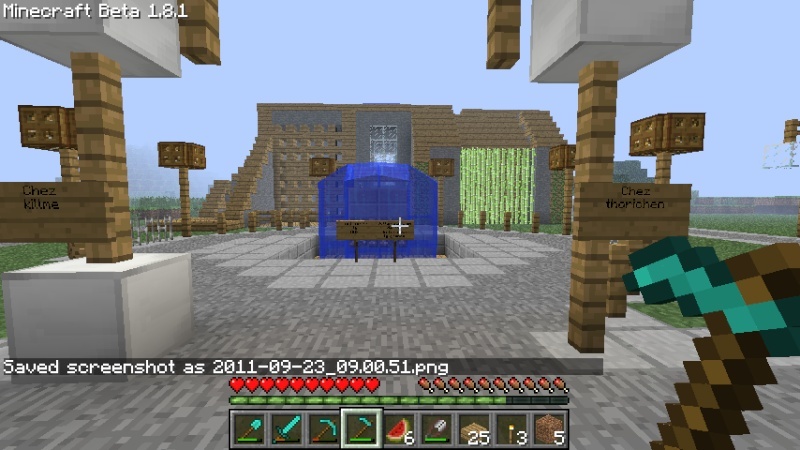 Minecraft Beta 1.8.1
Chez
killme
Chez
thorichen
Saved screenshot as 2011-09-23_09.00.51.png
6
25
3
5